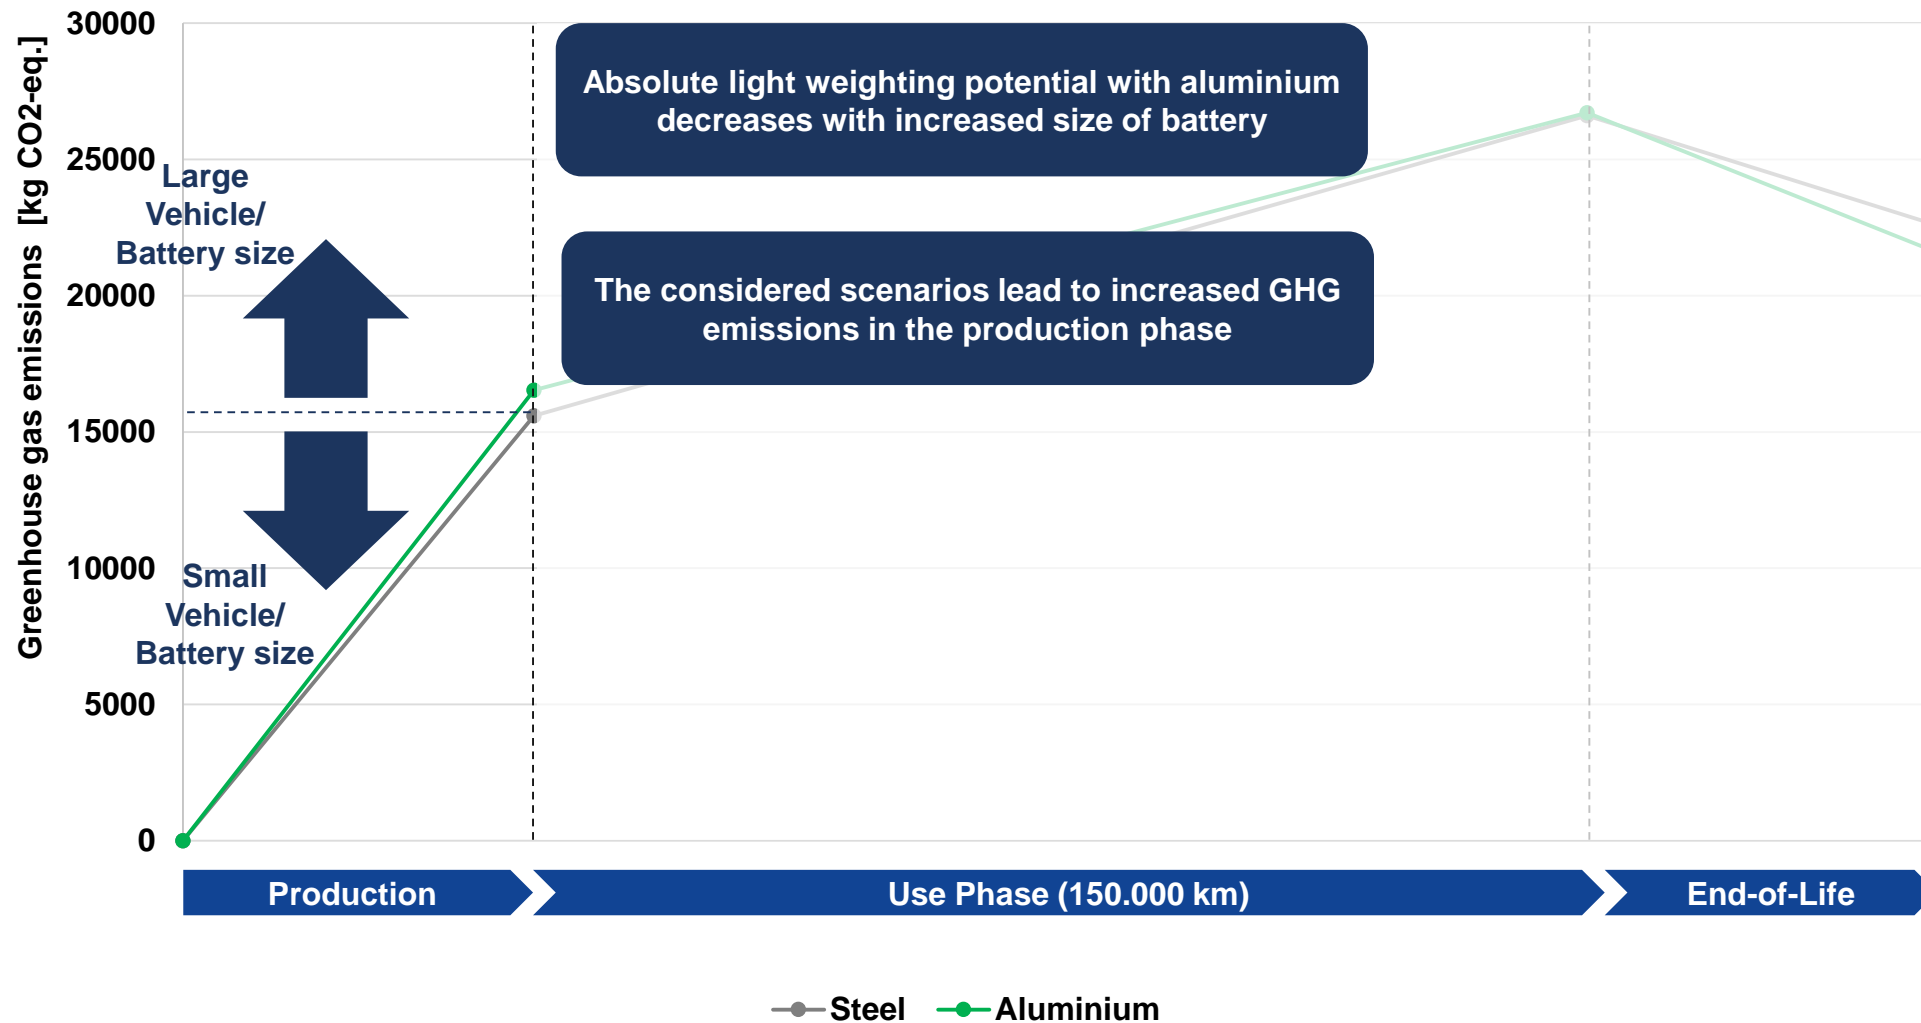 Greenhouse gas emissions [kg CO2-eq.]
30000
25000
20000
15000
10000
5000
0
Large
Vehicle/
Battery size
Small
Vehicle/
Battery size
Absolute light weighting potential with aluminium
decreases with increased size of battery
The considered scenarios lead to increased GHG
emissions in the production phase
Production
Use Phase (150.000 km)
End-of-Life
Steel
Aluminium